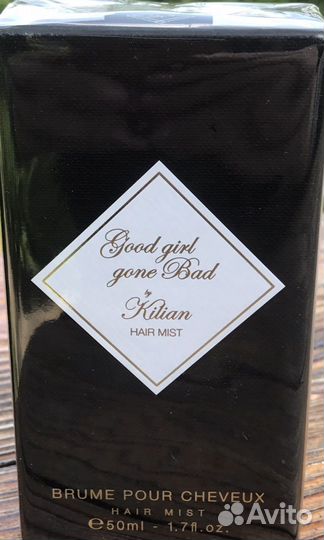 Good girl
gone Bad
by
Kilian
HAIR MIST
BRUME POUR CHEVEUX
HAIR MIST
℮50ml - 1.7fl.oz.
Avito